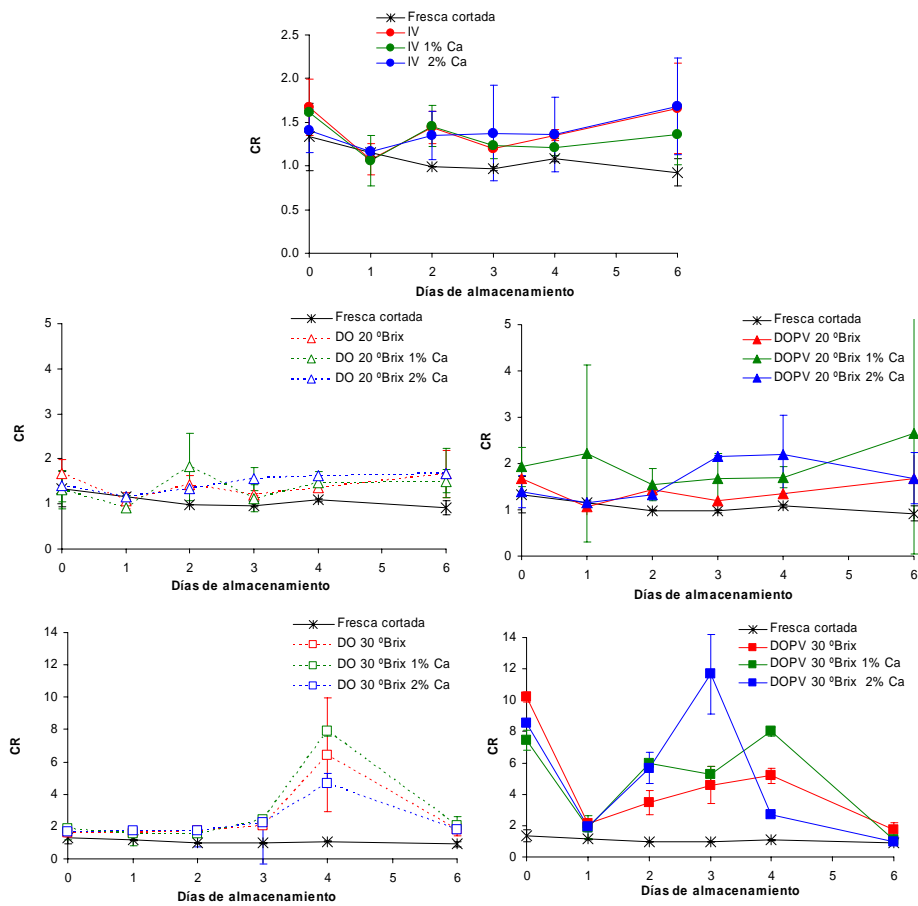 Fresca cortada
IV
IV 1% Ca
IV 2% Ca
2.5
2.0
1.5
1.0
0.5
0.0
CR
0 1 2 3 4 5 6
Días de almacenamiento
Fresca cortada
DO 20 ºBrix
DO 20 ºBrix 1% Ca
DO 20 ºBrix 2% Ca
5
4
3
2
1
0
CR
0 1 2 3 4 5 6
Días de almacenamiento
Fresca cortada
DOPV 20 ºBrix
DOPV 20 ºBrix 1% Ca
DOPV 20 ºBrix 2% Ca
5
4
3
2
1
0
CR
0 1 2 3 4 5 6
Días de almacenamiento
Fresca cortada
DO 30 ºBrix
DO 30 ºBrix 1% Ca
DO 30 ºBrix 2% Ca
14
12
10
8
6
4
2
0
CR
0 1 2 3 4 5 6
Días de almacenamiento
Fresca cortada
DOPV 30 ºBrix
DOPV 30 ºBrix 1% Ca
DOPV 30 ºBrix 2% Ca
14
12
10
8
6
4
2
0
CR
0 1 2 3 4 5 6
Días de almacenamiento